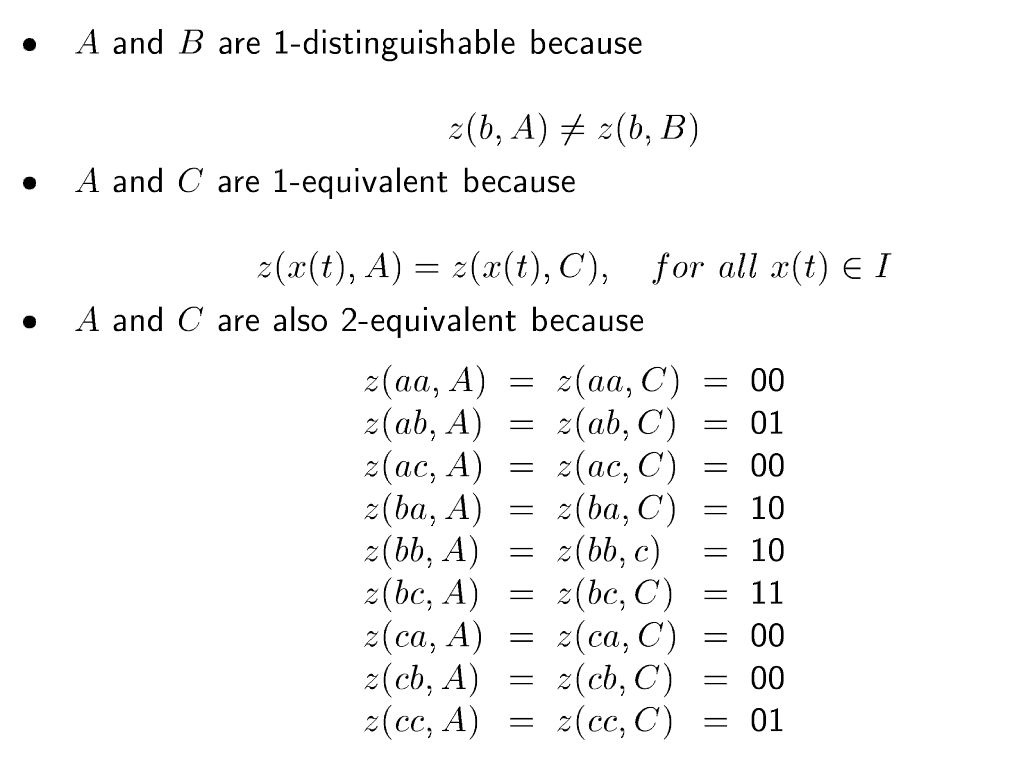 • A and B are 1-distinguishable because
z(b, A) ≠ z(b, B)
• A and C are 1-equivalent because
z(x(t), A) = z(x(t), C), for all x(t) ∈ I
• A and C are also 2-equivalent because
z(aa, A) = z(aa, C) = 00
z(ab, A) = z(ab, C) = 01
z(ac, A) = z(ac, C) = 00
z(ba, A) = z(ba, C) = 10
z(bb, A) = z(bb, c) = 10
z(bc, A) = z(bc, C) = 11
z(ca, A) = z(ca, C) = 00
z(cb, A) = z(cb, C) = 00
z(cc, A) = z(cc, C) = 01